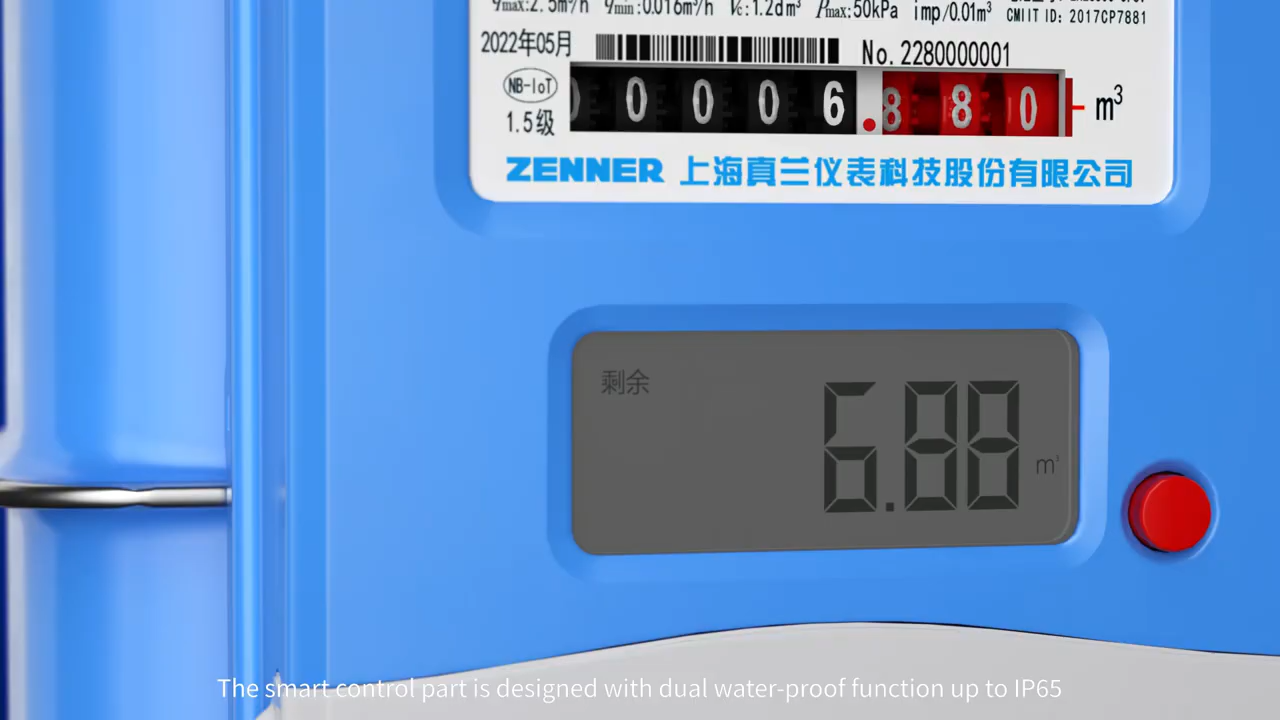 qmax:2.5m³/h qmin:0.016m³/h Vc:1.2dm³ Pmax:50kPa imp/0.01m³ CMIIT ID: 2017CP7881
2022年05月 No. 2280000001
NB-IoT
0 0 0 6 . 8 8 0 m³
1.5级
ZENNER 上海真兰仪表科技股份有限公司
剩余
6.88 m³
The smart control part is designed with dual water-proof function up to IP65